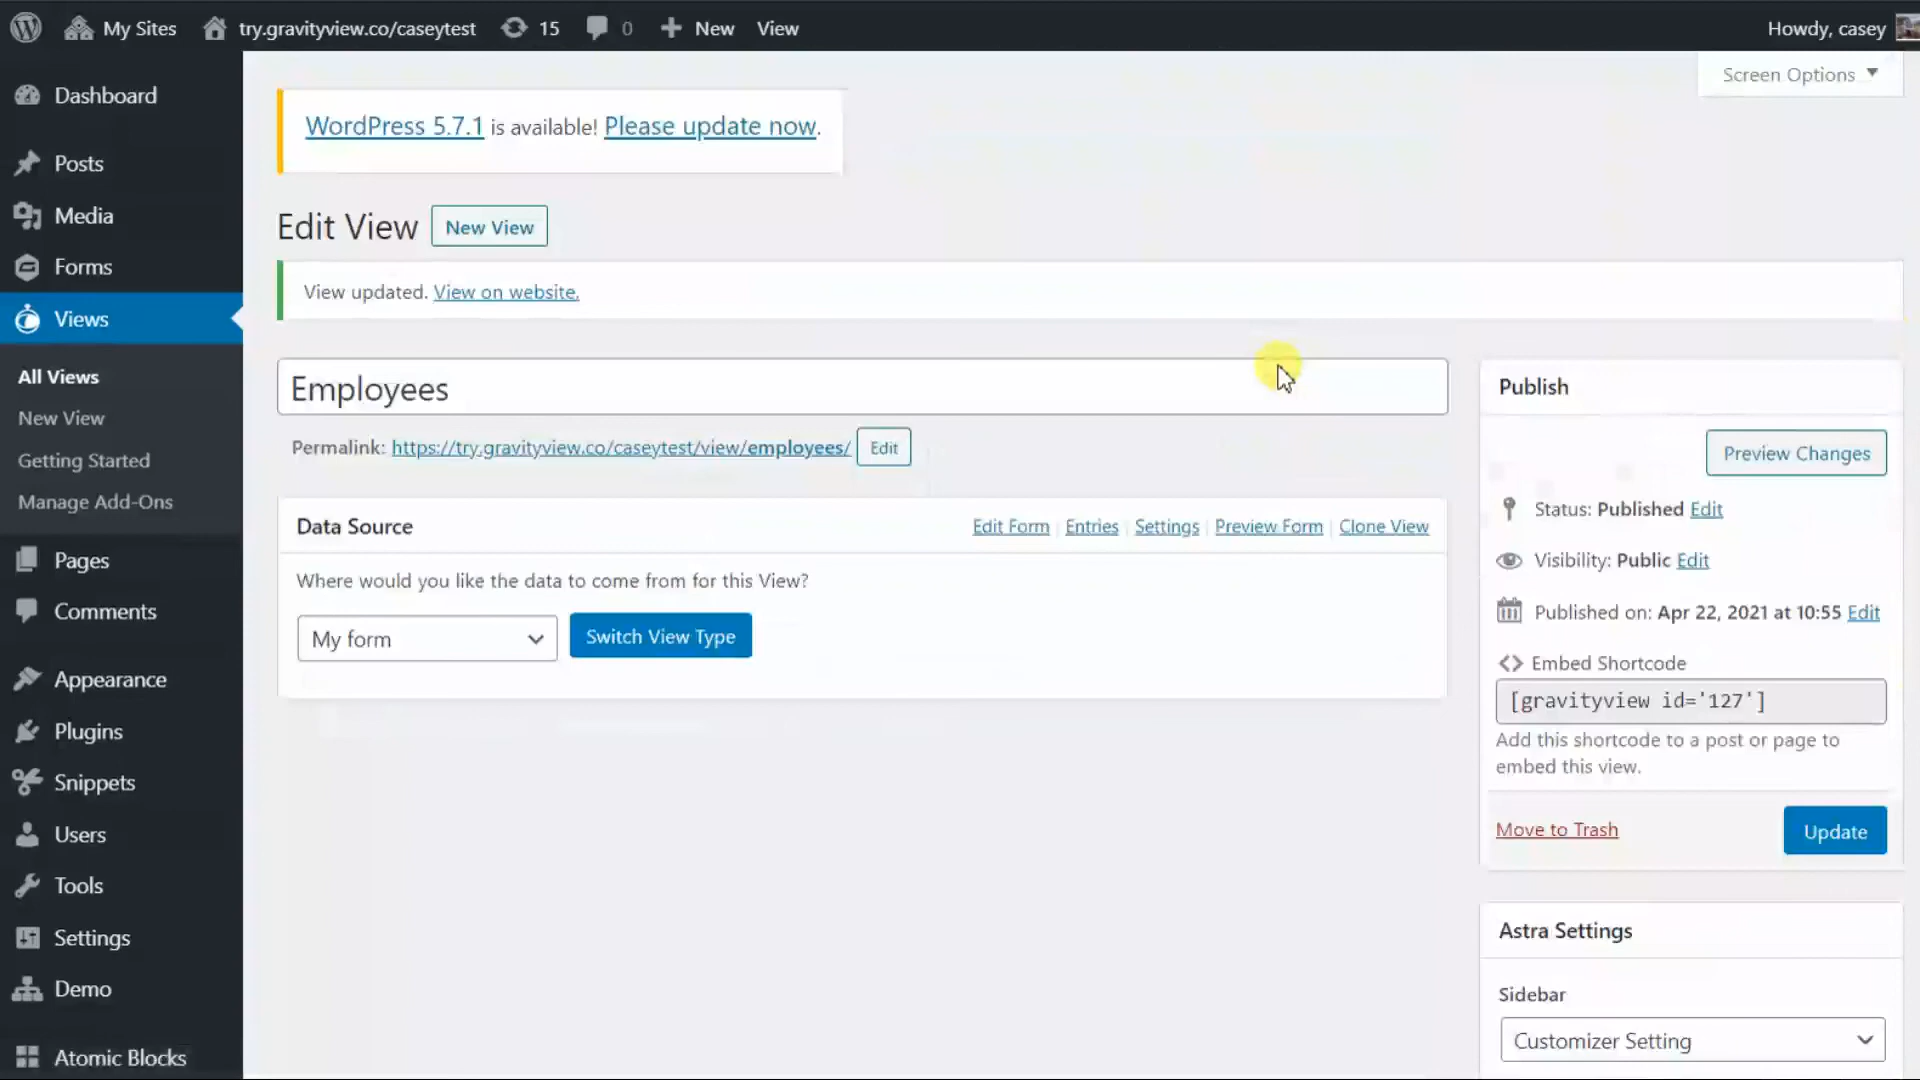 My Sites
try.gravityview.co/caseytest
15
0
New
View
Howdy, casey
Screen Options
Dashboard
Posts
Media
Forms
Views
All Views
New View
Getting Started
Manage Add-Ons
Pages
Comments
Appearance
Plugins
Snippets
Users
Tools
Settings
Demo
Atomic Blocks
WordPress 5.7.1 is available! Please update now.
Edit View
New View
View updated. View on website.
Employees
Permalink: https://try.gravityview.co/caseytest/view/employees/ Edit
Data Source
Edit Form
Entries
Settings
Preview Form
Clone View
Where would you like the data to come from for this View?
My form
Switch View Type
Publish
Preview Changes
Status: Published Edit
Visibility: Public Edit
Published on: Apr 22, 2021 at 10:55 Edit
Embed Shortcode
[gravityview id='127']
Add this shortcode to a post or page to
embed this view.
Move to Trash
Update
Astra Settings
Sidebar
Customizer Setting